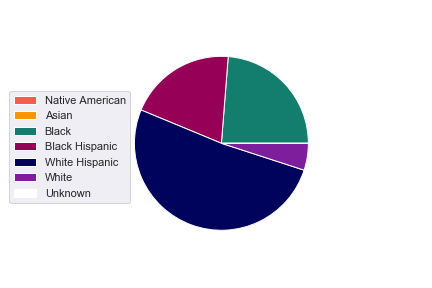 Native American
Asian
Black
Black Hispanic
White Hispanic
White
Unknown